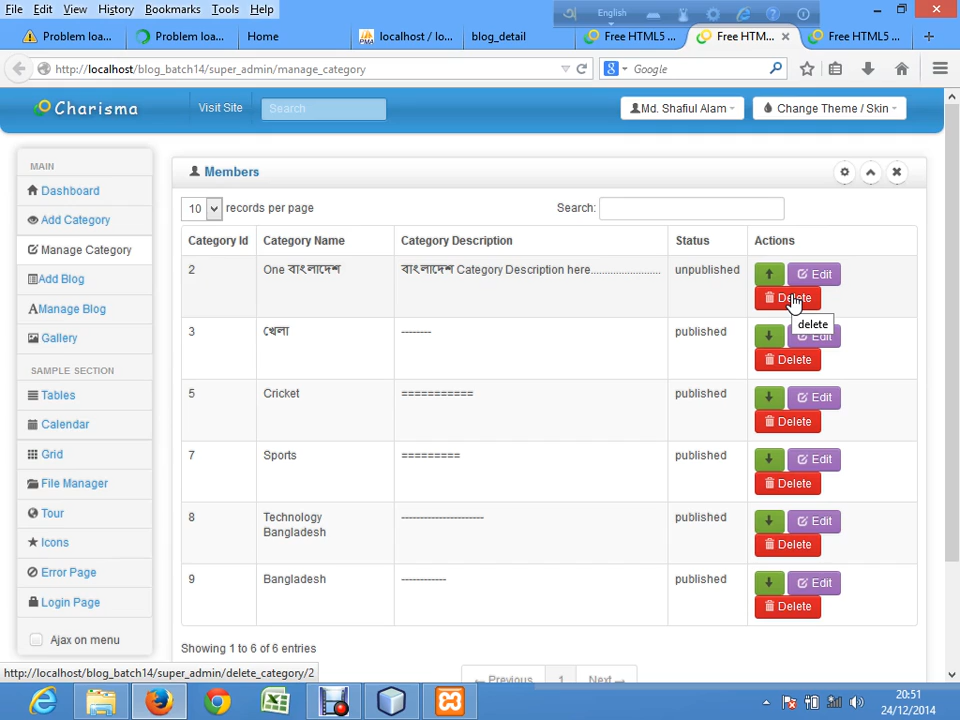 File Edit View History Bookmarks Tools Help
English
Problem loa...
Problem loa...
Home
localhost / lo...
blog_detail
Free HTML5 ...
Free HTM...
Free HTML5 ...
http://localhost/blog_batch14/super_admin/manage_category
Google
Charisma
Visit Site
Search
Md. Shafiul Alam
Change Theme / Skin
MAIN
Dashboard
Add Category
Manage Category
Add Blog
Manage Blog
Gallery
SAMPLE SECTION
Tables
Calendar
Grid
File Manager
Tour
Icons
Error Page
Login Page
Ajax on menu
Members
10 records per page
Search:
Category Id Category Name Category Description Status Actions
2 One বাংলাদেশ বাংলাদেশ Category Description here......................... unpublished Edit
Delete
delete
3 খেলা -------- published Edit
Delete
5 Cricket =========== published Edit
Delete
7 Sports ========= published Edit
Delete
8 Technology Bangladesh ---------------------- published Edit
Delete
9 Bangladesh ------------ published Edit
Delete
Showing 1 to 6 of 6 entries
← Previous 1 Next →
http://localhost/blog_batch14/super_admin/delete_category/2
20:51
24/12/2014